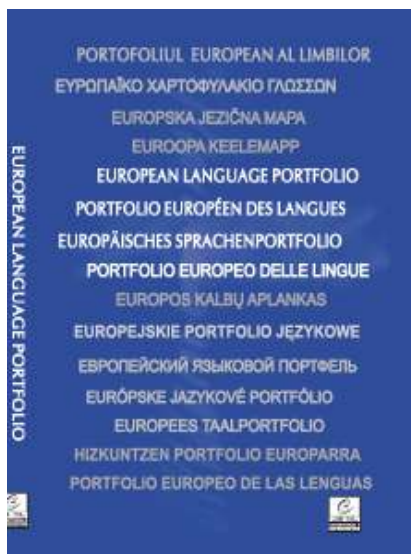 EUROPEAN LANGUAGE PORTFOLIO
PORTOFOLIUL EUROPEAN AL LIMBILOR
ΕΥΡΩΠΑΪΚΟ ΧΑΡΤΟΦΥΛΑΚΙΟ ΓΛΩΣΣΩΝ
EUROPSKA JEZIČNA MAPA
EUROOPA KEELEMAPP
EUROPEAN LANGUAGE PORTFOLIO
PORTFOLIO EUROPÉEN DES LANGUES
EUROPÄISCHES SPRACHENPORTFOLIO
PORTFOLIO EUROPEO DELLE LINGUE
EUROPOS KALBŲ APLANKAS
EUROPEJSKIE PORTFOLIO JĘZYKOWE
ЕВРОПЕЙСКИЙ ЯЗЫКОВОЙ ПОРТФЕЛЬ
EURÓPSKE JAZYKOVÉ PORTFÓLIO
EUROPEES TAALPORTFOLIO
HIZKUNTZEN PORTFOLIO EUROPARRA
PORTFOLIO EUROPEO DE LAS LENGUAS